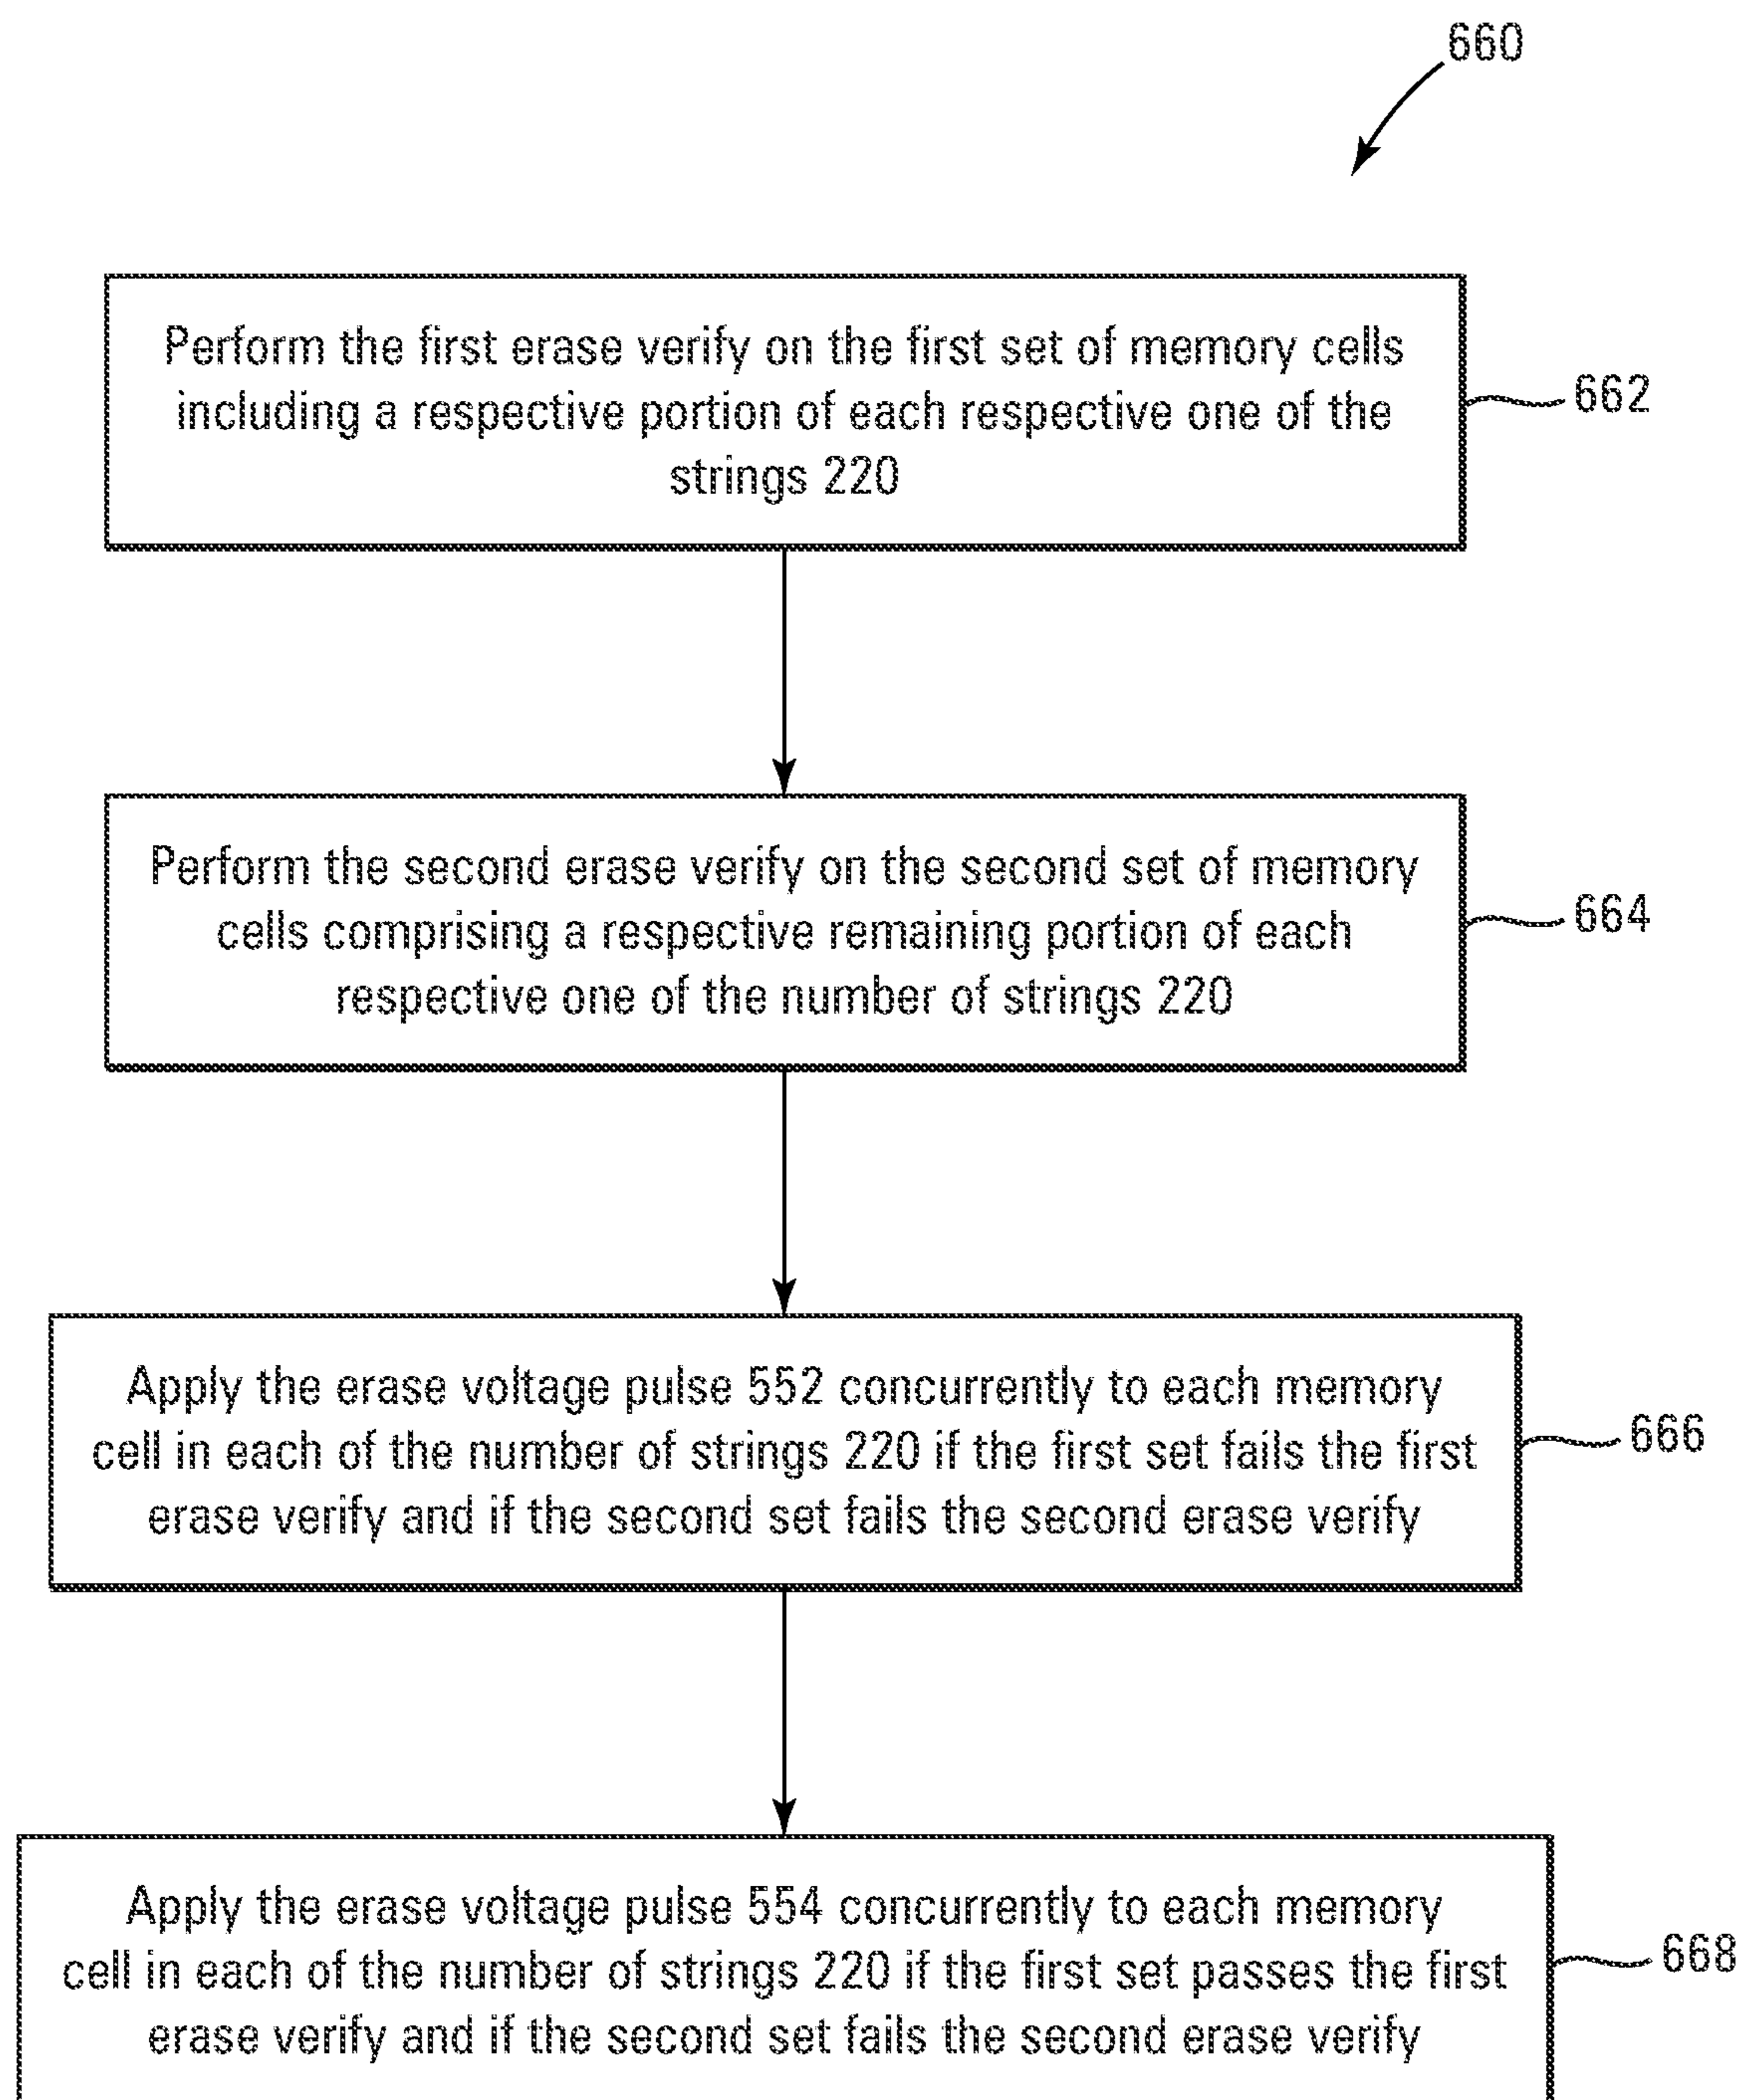 660
Perform the first erase verify on the first set of memory cells
including a respective portion of each respective one of the
strings 220
662
Perform the second erase verify on the second set of memory
cells comprising a respective remaining portion of each
respective one of the number of strings 220
664
Apply the erase voltage pulse 552 concurrently to each memory
cell in each of the number of strings 220 if the first set fails the first
erase verify and if the second set fails the second erase verify
666
Apply the erase voltage pulse 554 concurrently to each memory
cell in each of the number of strings 220 if the first set passes the first
erase verify and if the second set fails the second erase verify
668